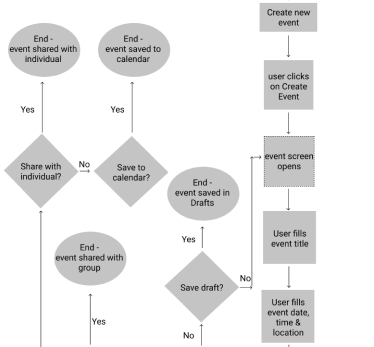 Create new
event
End -
event shared with
individual
End -
event saved to
calendar
user clicks
on Create
Event
Yes
Yes
Share with
individual?
No
Save to
calendar?
event screen
opens
End -
event saved in
Drafts
End -
event shared with
group
Yes
User fills
event title
No
Save draft?
User fills
event date,
time &
location
Yes
No